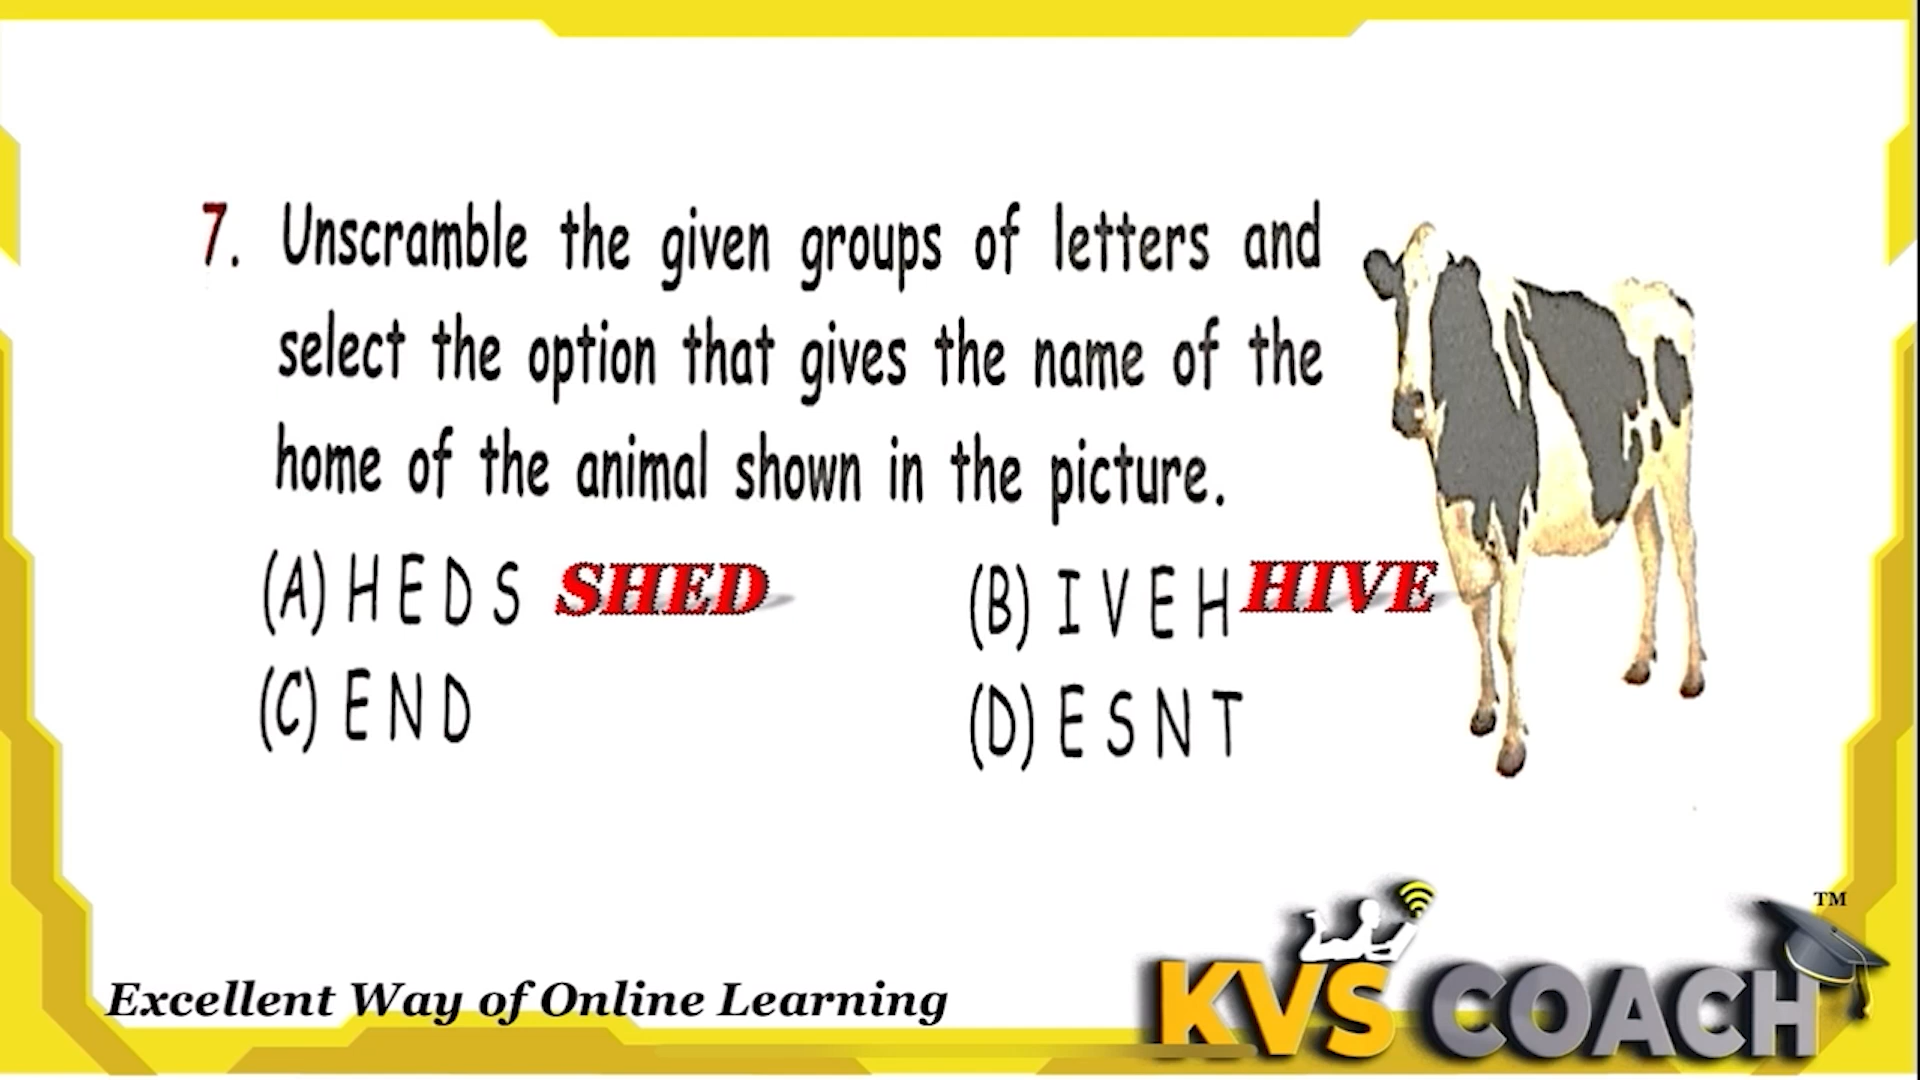 7. Unscramble the given groups of letters and
select the option that gives the name of the
home of the animal shown in the picture.
(A) H E D S SHED (B) I V E H HIVE
(C) E N D (D) E S N T
Excellent Way of Online Learning
KVS COACH TM